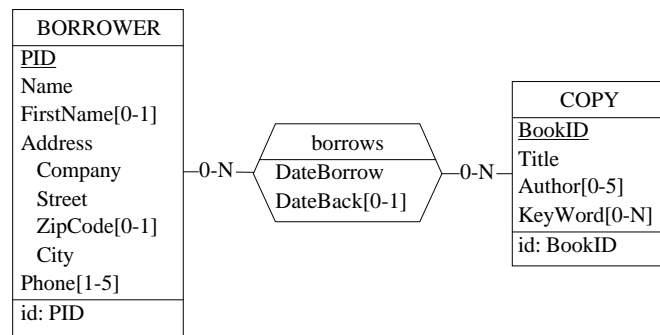 BORROWER
PID
Name
FirstName[0-1]
Address
Company
Street
ZipCode[0-1]
City
Phone[1-5]
id: PID
0-N
borrows
DateBorrow
DateBack[0-1]
0-N
COPY
BookID
Title
Author[0-5]
KeyWord[0-N]
id: BookID